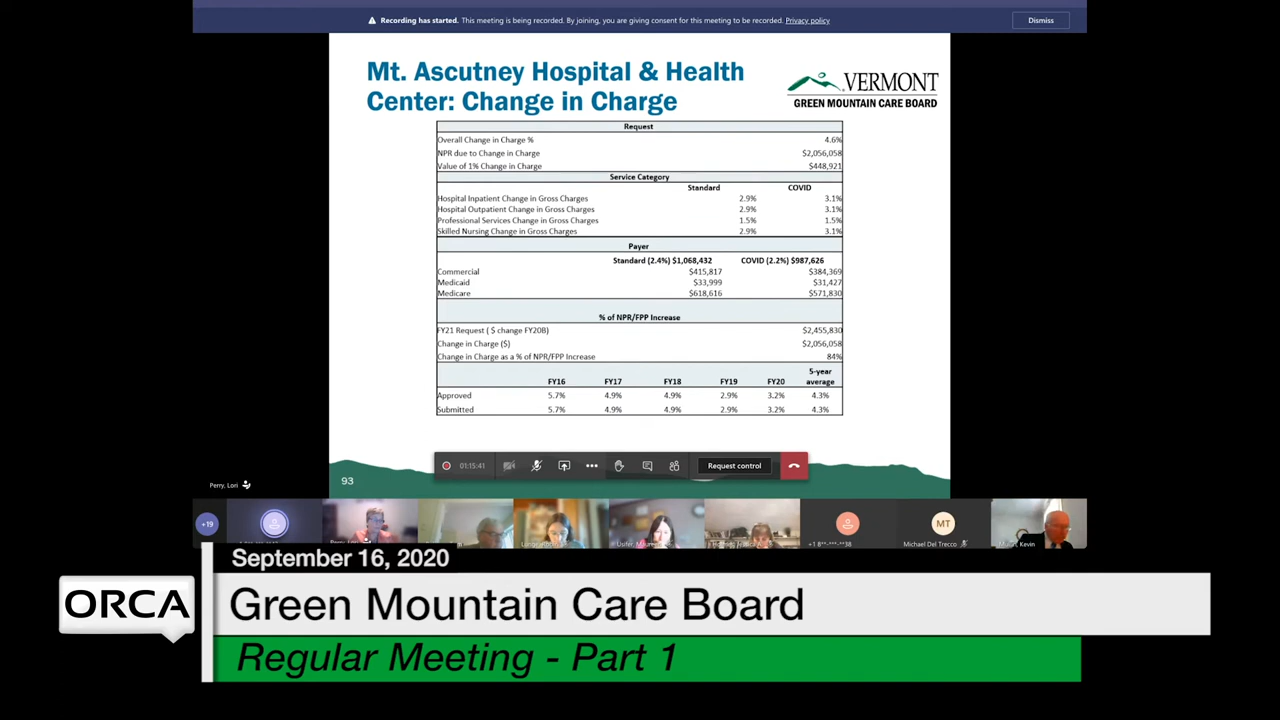 Recording has started. This meeting is being recorded. By joining, you are giving consent for this meeting to be recorded. Privacy policy
Dismiss
Mt. Ascutney Hospital & Health
Center: Change in Charge
VERMONT
GREEN MOUNTAIN CARE BOARD
Request
Overall Change in Charge % 4.6%
NPR due to Change in Charge $2,056,058
Value of 1% Change in Charge $448,921
Service Category
Standard COVID
Hospital Inpatient Change in Gross Charges 2.9% 3.1%
Hospital Outpatient Change in Gross Charges 2.9% 3.1%
Professional Services Change in Gross Charges 1.5% 1.5%
Skilled Nursing Change in Gross Charges 2.9% 3.1%
Payer
Standard (2.4%) $1,068,432 COVID (2.2%) $987,626
Commercial $415,817 $384,369
Medicaid $33,999 $31,427
Medicare $618,616 $571,830
% of NPR/FPP Increase
FY21 Request ( $ change FY20B) $2,455,830
Change in Charge ($) $2,056,058
Change in Charge as a % of NPR/FPP Increase 84%
5-year
FY16 FY17 FY18 FY19 FY20 average
Approved 5.7% 4.9% 4.9% 2.9% 3.2% 4.3%
Submitted 5.7% 4.9% 4.9% 2.9% 3.2% 4.3%
01:15:41 Request control
93
Perry, Lori
+19
MT
Michael Del Trecco
Kevin
September 16, 2020
ORCA
Green Mountain Care Board
Regular Meeting - Part 1